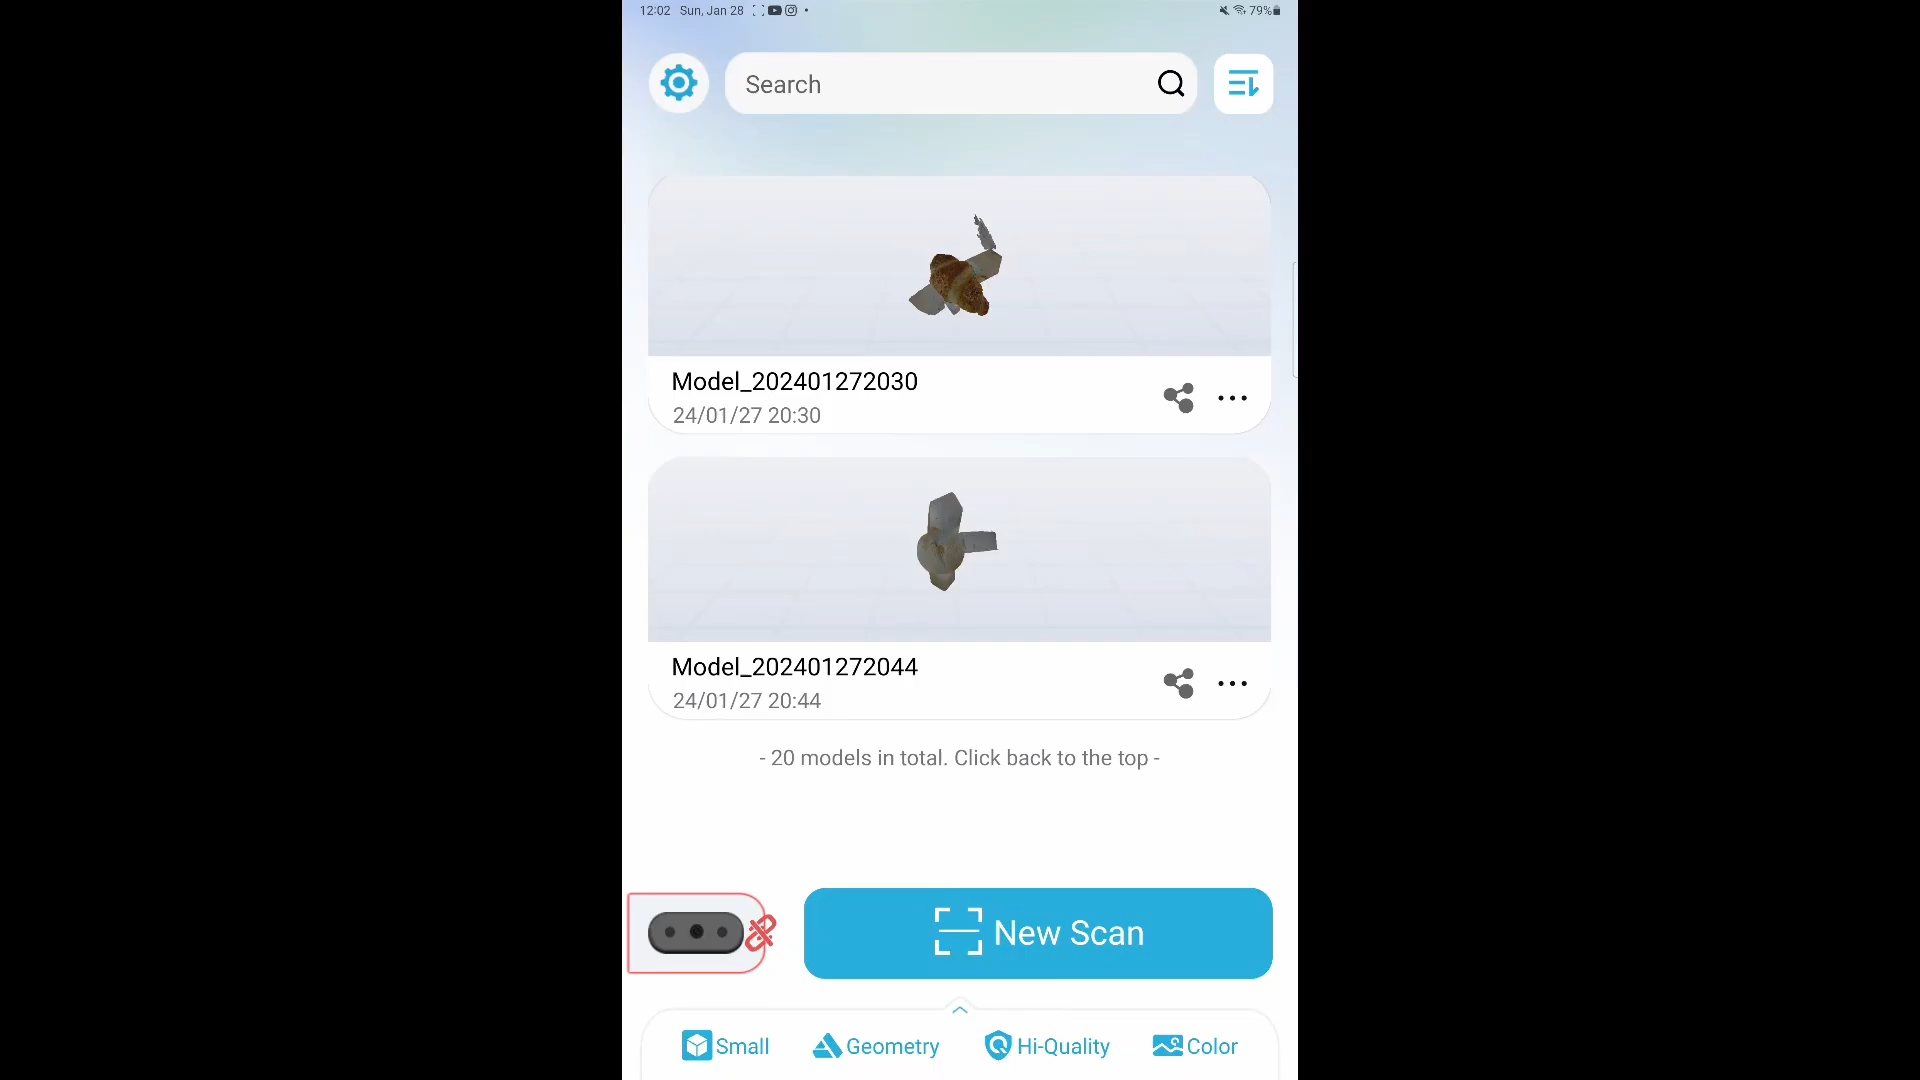 12:02 Sun, Jan 28
79%
Search
Model_202401272030
24/01/27 20:30
Model_202401272044
24/01/27 20:44
- 20 models in total. Click back to the top -
New Scan
Small
Geometry
Hi-Quality
Color